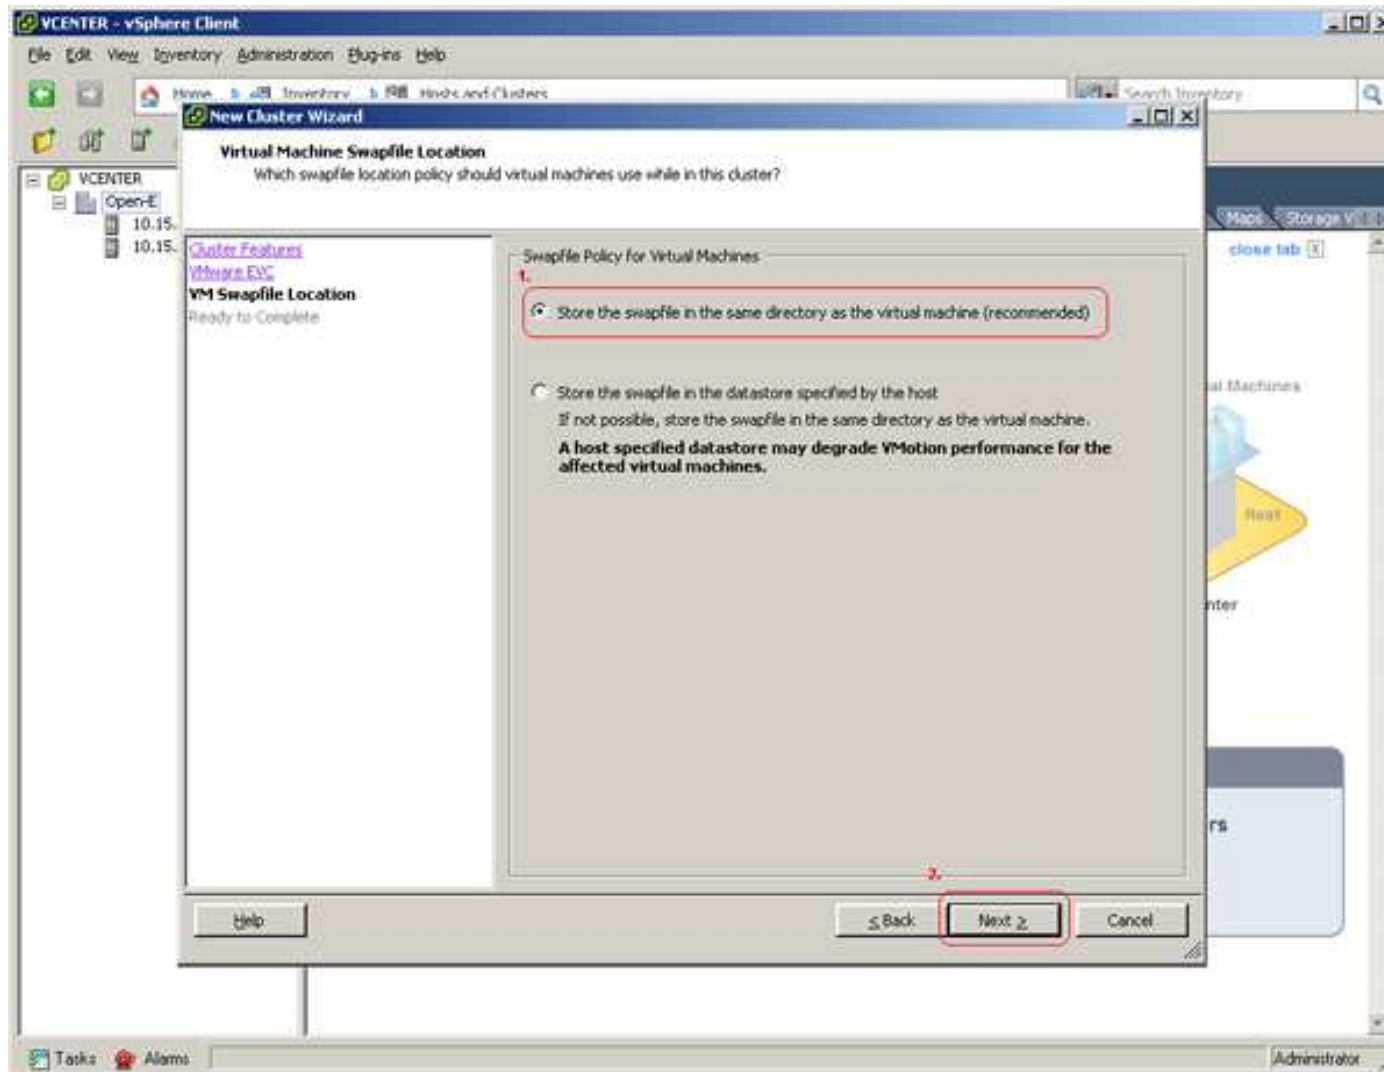 VCENTER - vSphere Client
File Edit View Inventory Administration Plug-ins Help
Home Inventory Hosts and Clusters
Search Inventory
New Cluster Wizard
Virtual Machine Swapfile Location
Which swapfile location policy should virtual machines use while in this cluster?
VCENTER
Open-E
10.15.
10.15.
Maps Storage V
close tab [X]
Cluster Features
VMware EVC
VM Swapfile Location
Ready to Complete
Swapfile Policy for Virtual Machines
1.
Store the swapfile in the same directory as the virtual machine (recommended)
Store the swapfile in the datastore specified by the host
If not possible, store the swapfile in the same directory as the virtual machine.
A host specified datastore may degrade VMotion performance for the
affected virtual machines.
al Machines
Host
nter
rs
2.
Help
≤ Back Next ≥ Cancel
Tasks Alarms
Administrator